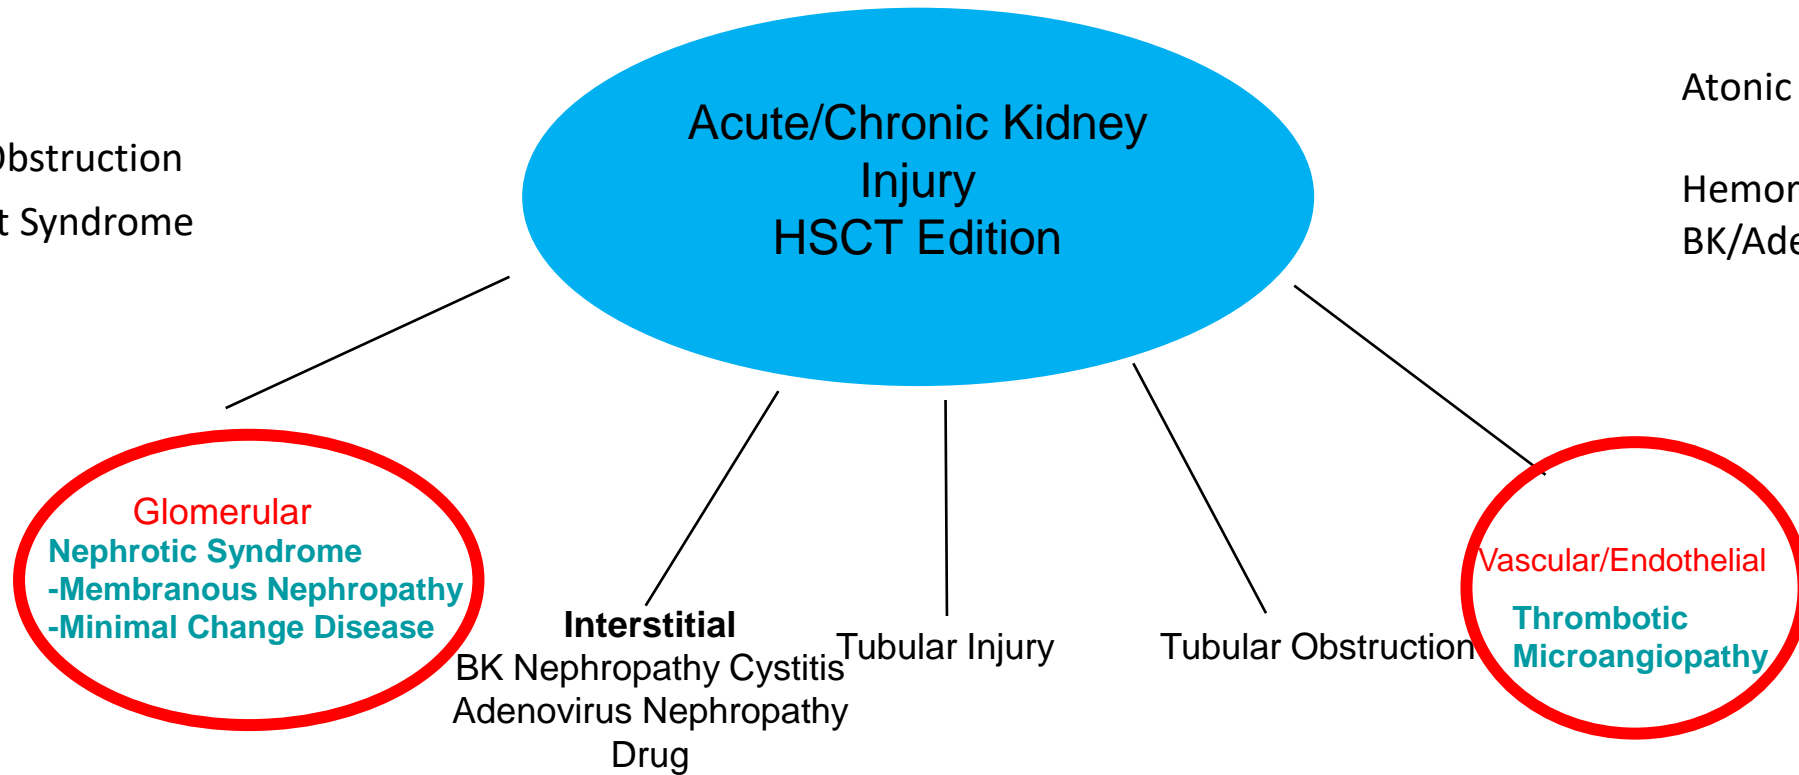 Acute/Chronic Kidney
Injury
HSCT Edition
Obstruction
t Syndrome
Atonic
Hemor
BK/Ade
Glomerular
Nephrotic Syndrome
-Membranous Nephropathy
-Minimal Change Disease
Interstitial
BK Nephropathy Cystitis
Adenovirus Nephropathy
Drug
Tubular Injury
Tubular Obstruction
Vascular/Endothelial
Thrombotic
Microangiopathy